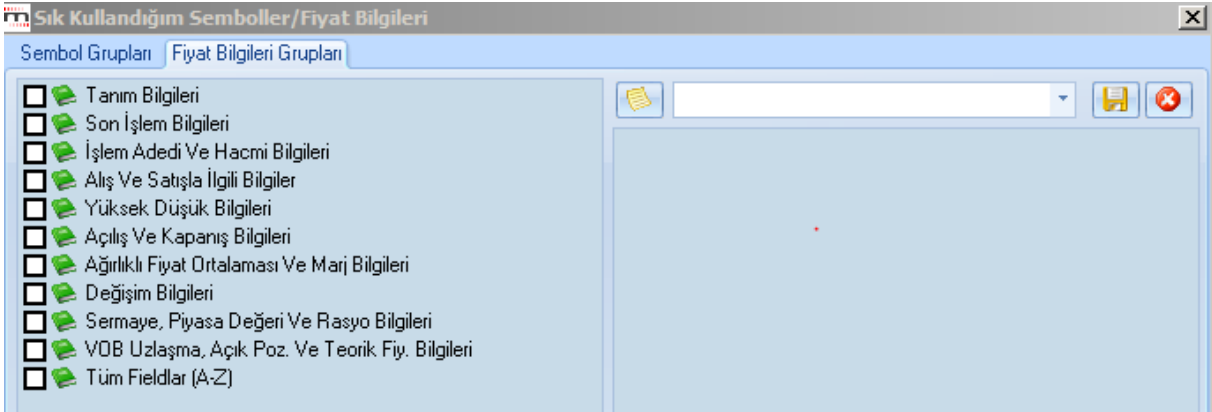 Sık Kullandığım Semboller/Fiyat Bilgileri
Sembol Grupları Fiyat Bilgileri Grupları
Tanım Bilgileri
Son İşlem Bilgileri
İşlem Adedi Ve Hacmi Bilgileri
Alış Ve Satışla İlgili Bilgiler
Yüksek Düşük Bilgileri
Açılış Ve Kapanış Bilgileri
Ağırlıklı Fiyat Ortalaması Ve Marj Bilgileri
Değişim Bilgileri
Sermaye, Piyasa Değeri Ve Rasyo Bilgileri
VOB Uzlaşma, Açık Poz. Ve Teorik Fiy. Bilgileri
Tüm Fieldlar (A-Z)